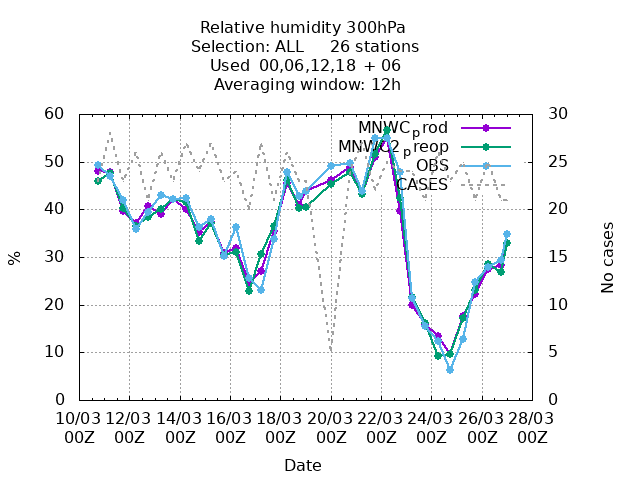 Relative humidity 300hPa
Selection: ALL 26 stations
Used 00,06,12,18 + 06
Averaging window: 12h
60 30
MNWCprod
MNWC2preop
50 25
OBS
CASES
40 20
% No cases
30 15
20 10
10 5
0 0
10/03 12/03 14/03 16/03 18/03 20/03 22/03 24/03 26/03 28/03
00Z 00Z 00Z 00Z 00Z 00Z 00Z 00Z 00Z 00Z
Date